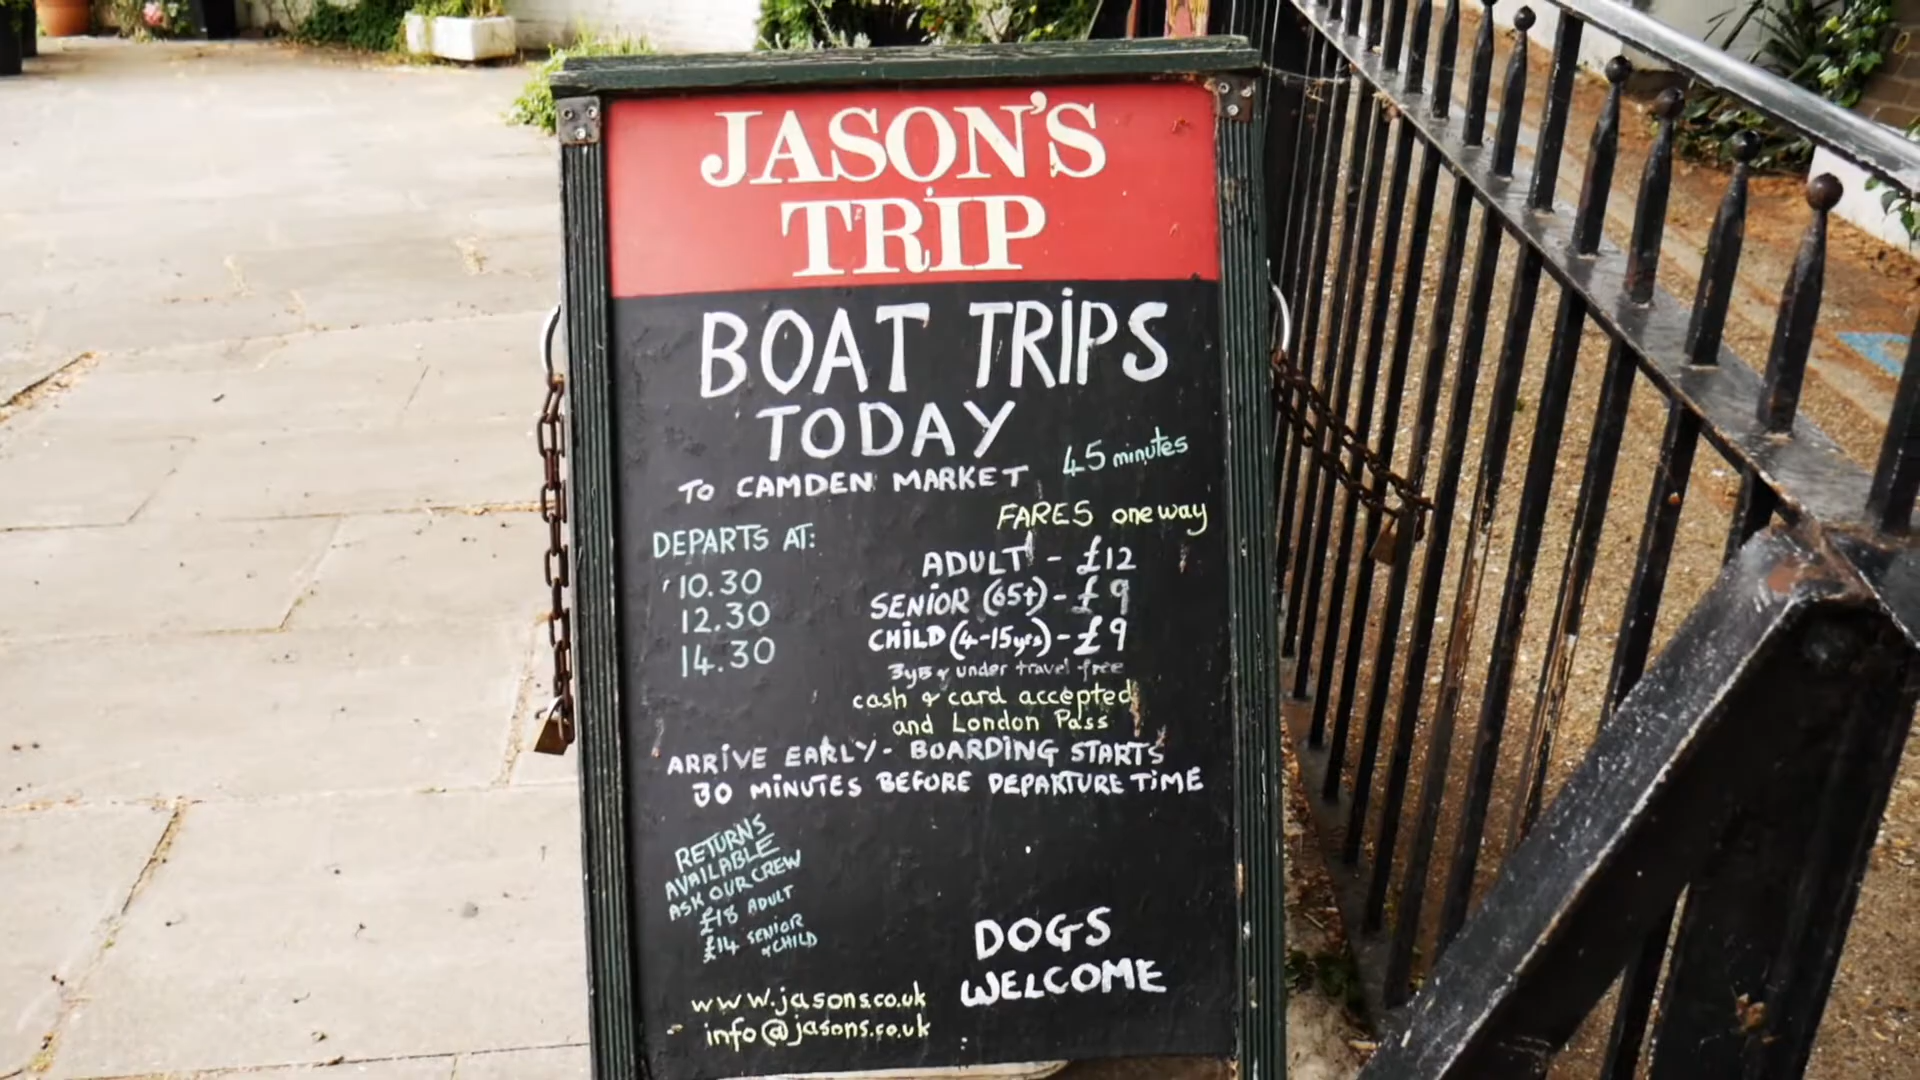 JASON'S
TRIP
BOAT TRIPS
TODAY
TO CAMDEN MARKET
45 minutes
FARES one way
DEPARTS AT:
10.30
12.30
14.30
ADULT - £12
SENIOR (65+) - £9
CHILD (4-15yrs) - £9
3yrs & under travel free
cash & card accepted
and London Pass
ARRIVE EARLY - BOARDING STARTS
30 MINUTES BEFORE DEPARTURE TIME
RETURNS
AVAILABLE
ASK OUR CREW
£18 ADULT
£14 SENIOR
& CHILD
DOGS
WELCOME
www.jasons.co.uk
info@jasons.co.uk